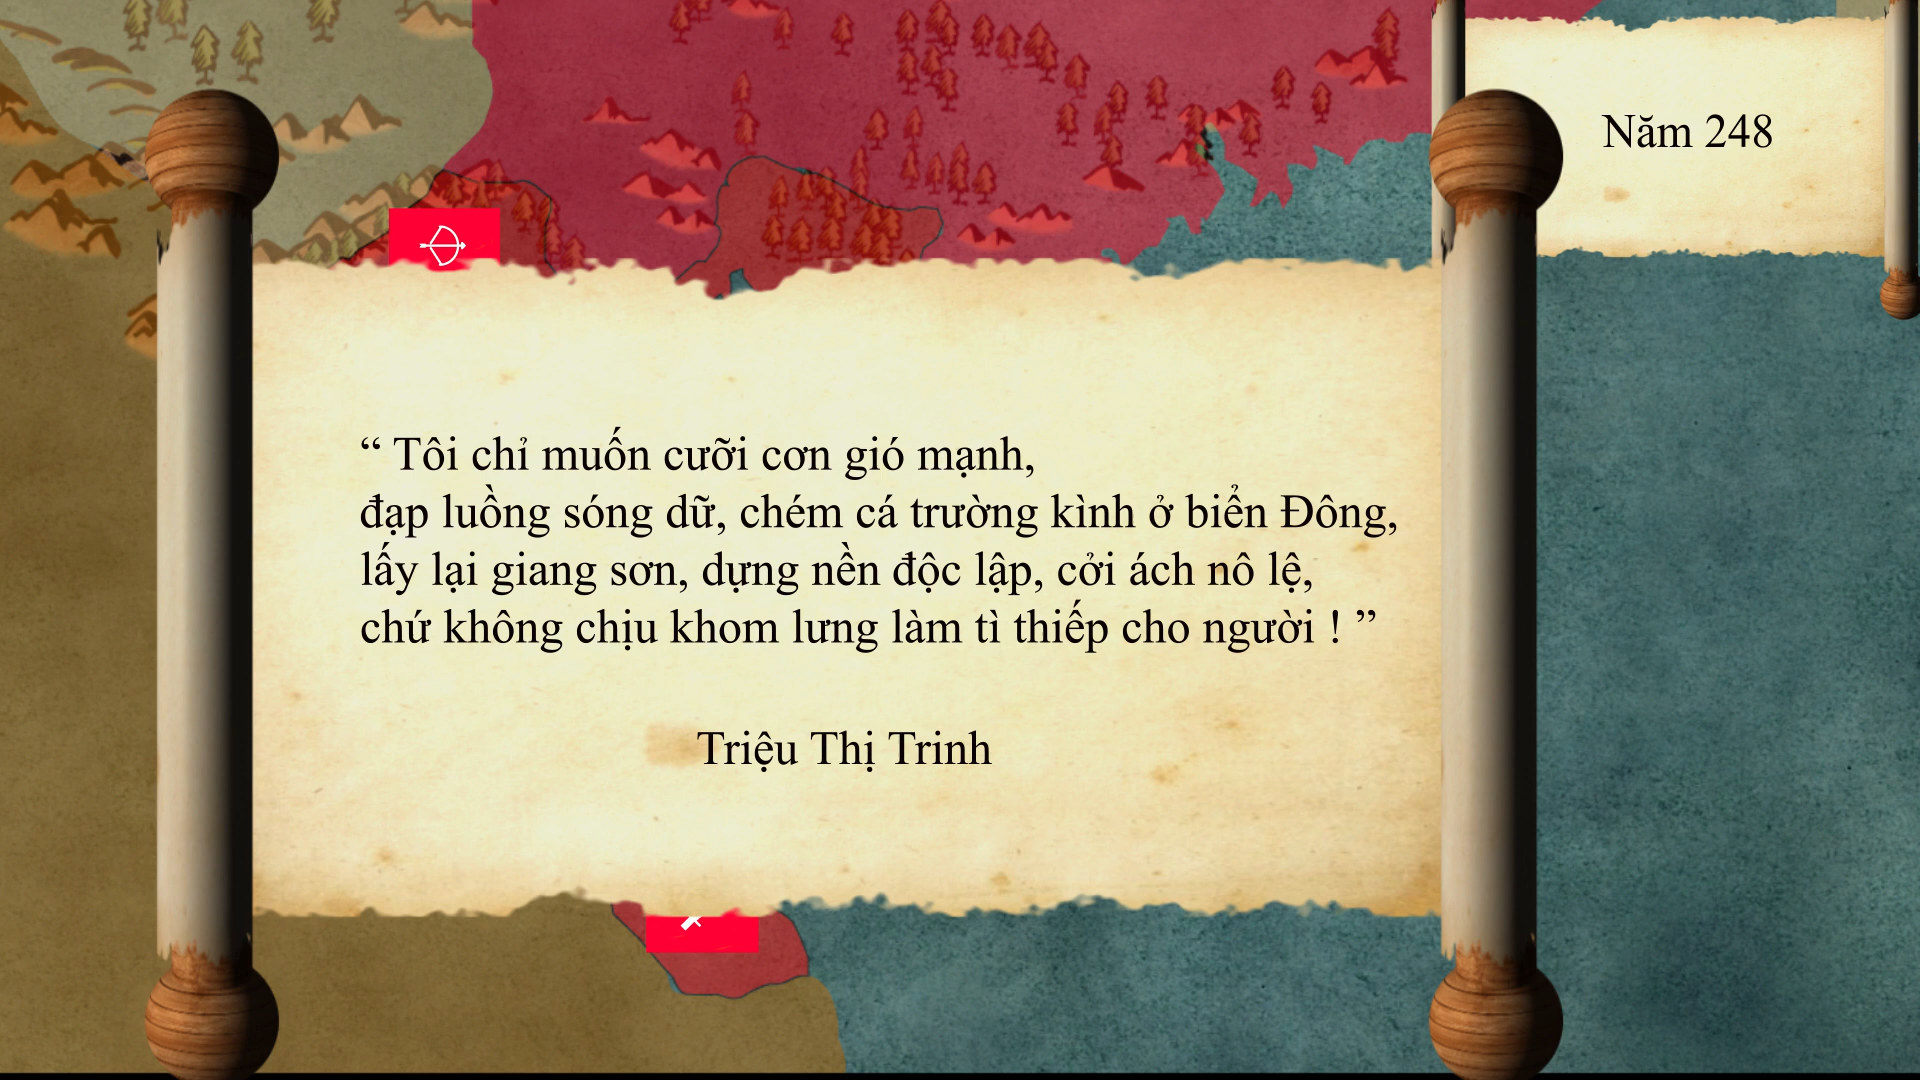 “ Tôi chỉ muốn cưỡi cơn gió mạnh,
đạp luồng sóng dữ, chém cá trường kình ở biển Đông,
lấy lại giang sơn, dựng nền độc lập, cởi ách nô lệ,
chứ không chịu khom lưng làm tì thiếp cho người ! ”
Triệu Thị Trinh
Năm 248